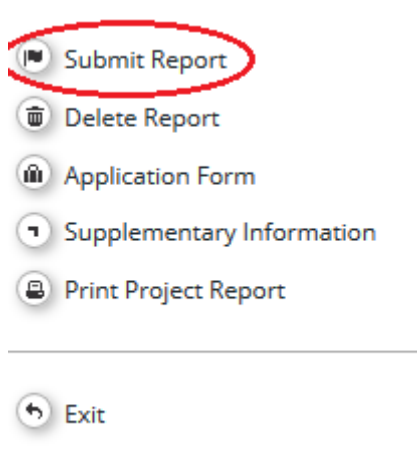 Submit Report
Delete Report
Application Form
Supplementary Information
Print Project Report
Exit